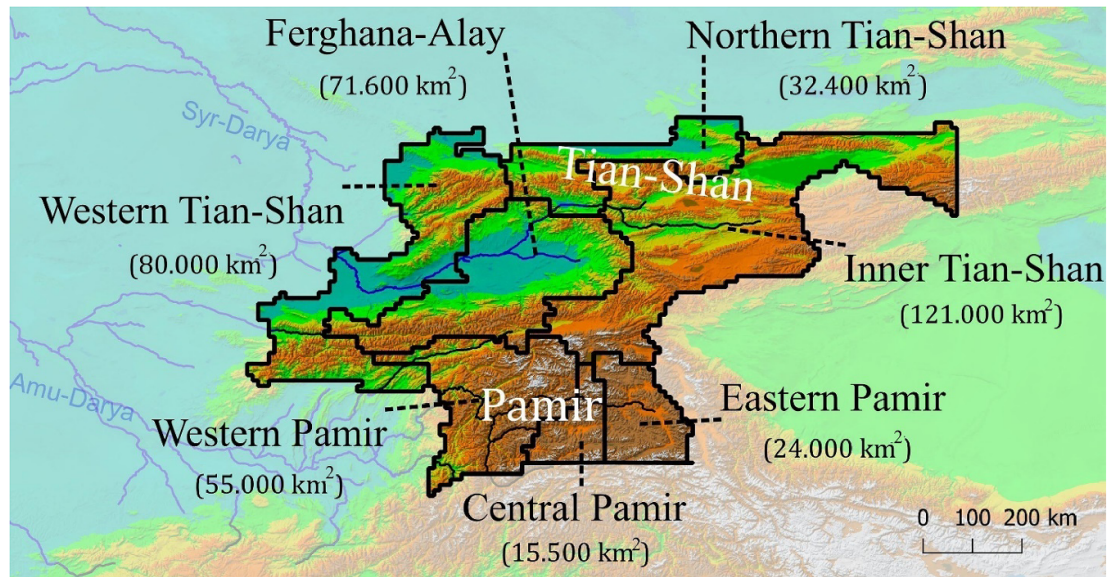 Ferghana-Alay
(71.600 km²)
Northern Tian-Shan
(32.400 km²)
Syr-Darya
Tian-Shan
Western Tian-Shan
(80.000 km²)
Inner Tian-Shan
(121.000 km²)
Amu-Darya
Pamir
Eastern Pamir
(24.000 km²)
Western Pamir
(55.000 km²)
Central Pamir
(15.500 km²)
0 100 200 km